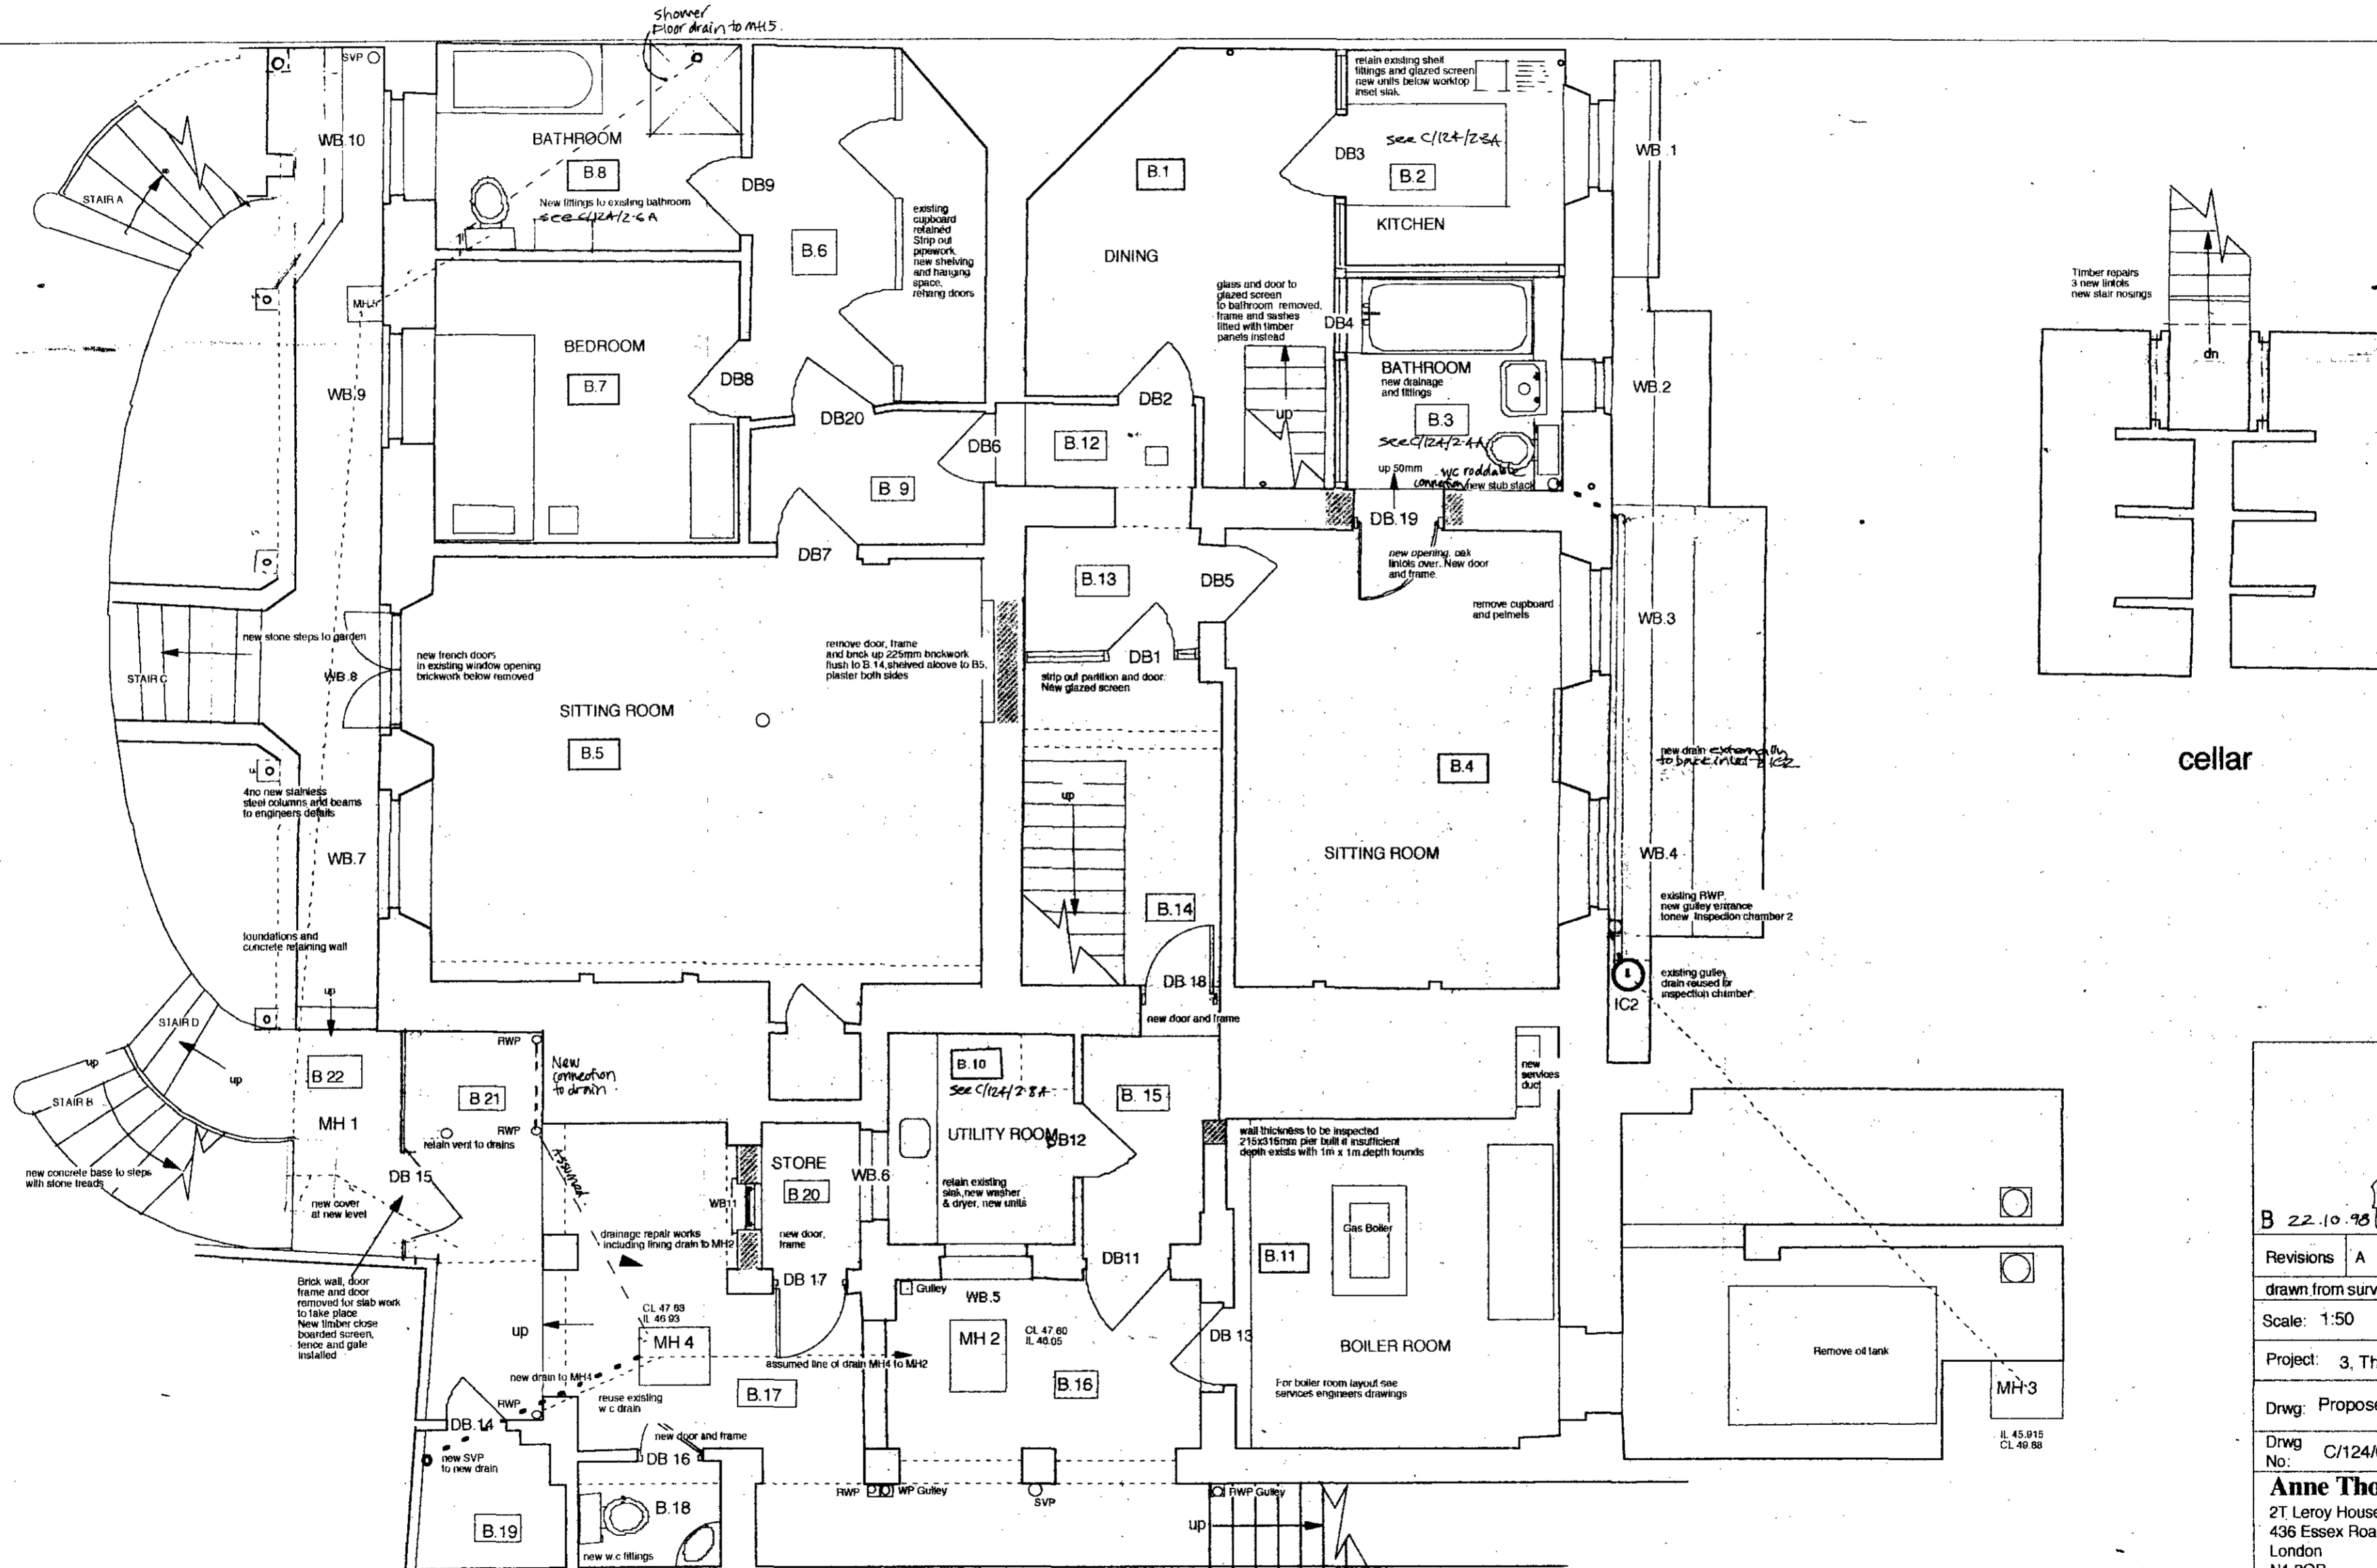 shower
Floor drain to MH5.
SVP
WB.10
STAIR A
BATHROOM
B.8
New fittings to existing bathroom
see C/124/2.6A
DB9
B.6
existing
cupboard
retained
Strip out
pipework,
new shelving
and hanging
space,
rehang doors
B.1
DINING
retain existing shelf
fittings and glazed screen
new units below worktop
inset sink.
DB3
see C/124/2.3A
B.2
KITCHEN
WB.1
Timber repairs
3 new lintols
new stair nosings
dn
cellar
MH.5
WB.9
BEDROOM
B.7
DB8
DB20
DB6
B.12
DB2
glass and door to
glazed screen
to bathroom removed,
frame and sashes
fitted with timber
panels instead
DB4
up
BATHROOM
new drainage
and fittings
B.3
see C/124/2.4A
up 50mm
wc roddable
connection
new stub stack
WB.2
B 9
DB7
DB.19
new opening, oak
lintols over. New door
and frame.
B.13
DB5
remove cupboard
and pelmets
WB.3
new stone steps to garden
STAIR C
WB.8
new french doors
in existing window opening
brickwork below removed
SITTING ROOM
B.5
remove door, frame
and brick up 225mm brickwork
flush to B.14, shelved alcove to B5,
plaster both sides
DB1
strip out partition and door.
New glazed screen
B.4
new drain externally
to back inlet IC2
4no new stainless
steel columns and beams
to engineers details
WB.7
up
SITTING ROOM
WB.4
B.14
existing RWP,
new gulley entrance
tonew Inspection chamber 2
foundations and
concrete retaining wall
up
DB 18
new door and frame
existing gulley
drain reused for
inspection chamber
IC2
STAIR D
up
up
STAIR B
B 22
MH 1
RWP
B 21
RWP
retain vent to drains
New
connection
to drain
Assumed
B.10
see C/124/2.8A
UTILITY ROOM
DB12
B. 15
new
services
duct
wall thickness to be inspected
215x315mm pier built if insufficient
depth exists with 1m x 1m depth founds
new concrete base to steps
with stone treads
DB 15
new cover
at new level
STORE
B 20
WB.6
WB11
retain existing
sink, new washer
& dryer, new units
drainage repair works
including lining drain to MH2
new door,
frame
Gas Boiler
DB11
B.11
DB 17
Gulley
WB.5
Brick wall, door
frame and door
removed for slab work
to take place
New timber close
boarded screen,
fence and gate
installed
up
CL 47 63
IL 46 93
MH 4
MH 2
CL 47.60
IL 46.05
DB 13
BOILER ROOM
Remove oil tank
assumed line of drain MH4 to MH2
new drain to MH4
reuse existing
w c drain
B.17
B.16
For boiler room layout see
services engineers drawings
MH 3
IL 45.915
CL 49.88
RWP
DB.14
new door and frame
DB 16
new SVP
to new drain
B.19
B.18
new w.c fittings
RWP
WP Gulley
SVP
RWP Gulley
up
B 22.10.98
Revisions A
drawn from surv
Scale: 1:50
Project: 3, Th
Drwg: Propose
Drwg No: C/124/
Anne Tho
2T Leroy House
436 Essex Roa
London